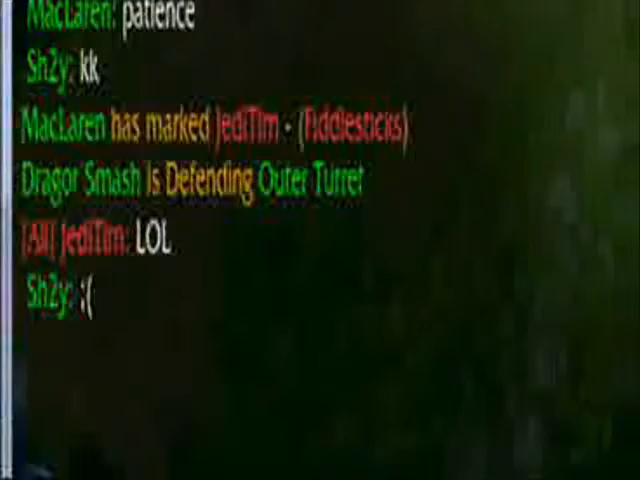 MacLaren: patience
Sh2y: kk
MacLaren has marked JediTim - (Fiddlesticks)
Dragor Smash is Defending Outer Turret
[All] JediTim: LOL
Sh2y: :(